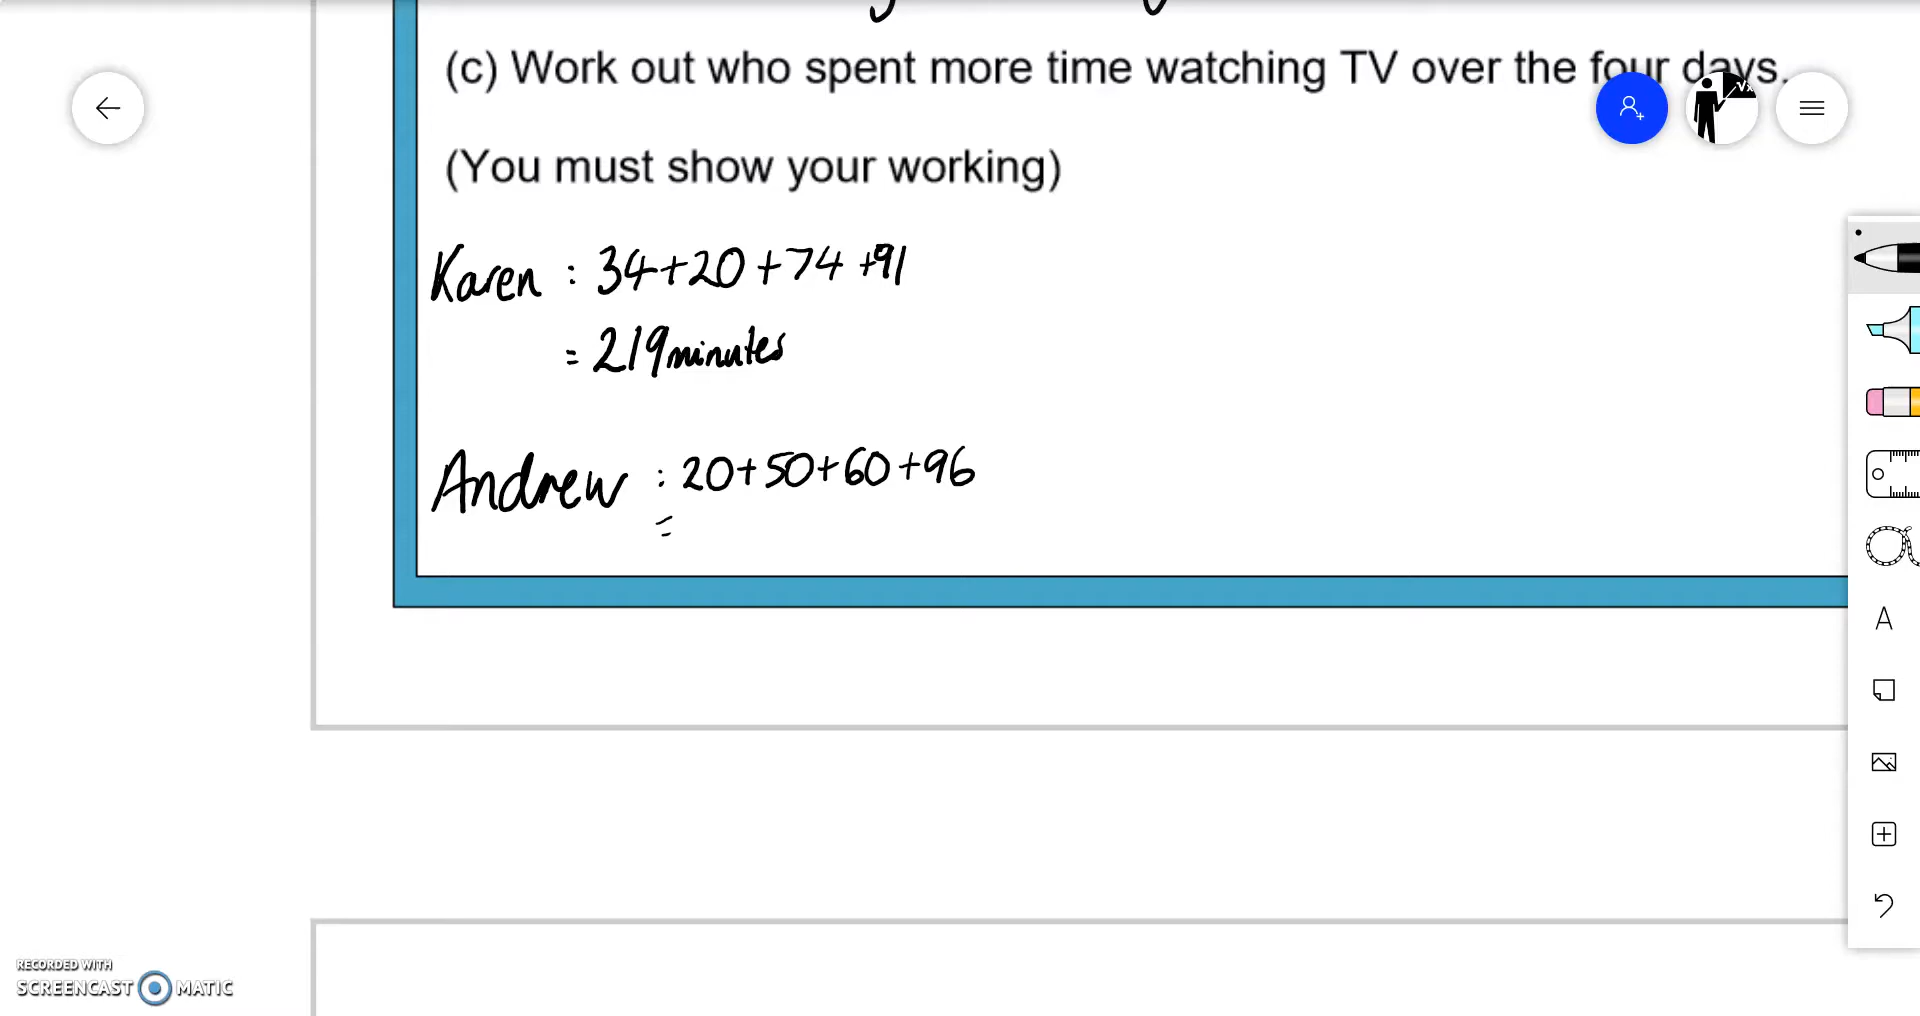 (c) Work out who spent more time watching TV over the four days.
(You must show your working)
Karen : 34+20+74+91
= 219 minutes
Andrew : 20+50+60+96
=
A
RECORDED WITH
SCREENCAST MATIC